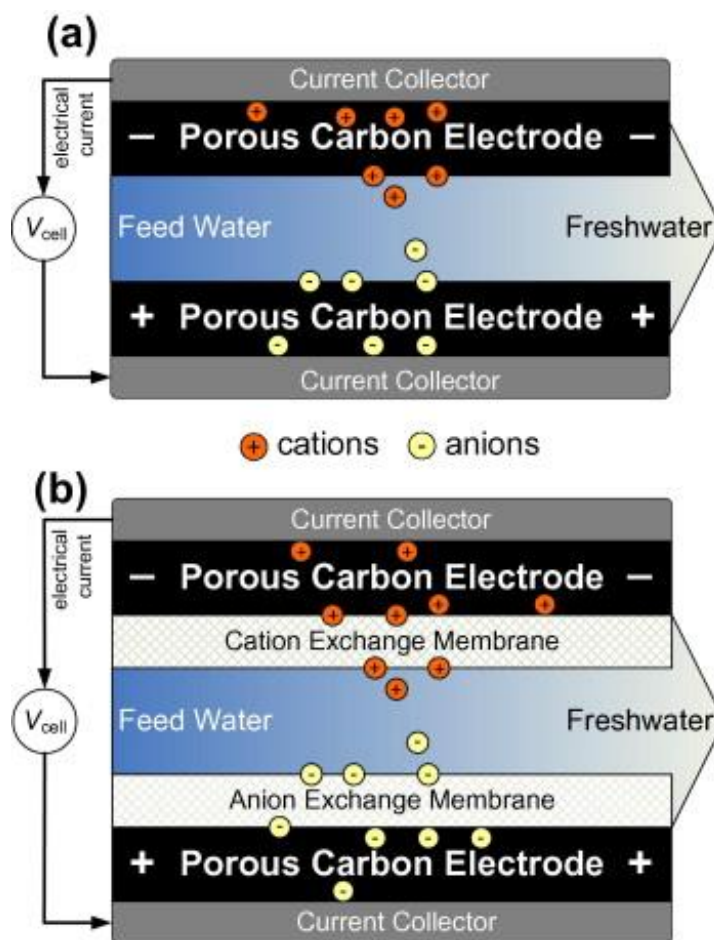 (a)
Current Collector
electrical
current
− Porous Carbon Electrode −
Vcell
Feed Water Freshwater
+ Porous Carbon Electrode +
Current Collector
+ cations - anions
(b)
Current Collector
electrical
current
− Porous Carbon Electrode −
Cation Exchange Membrane
Vcell
Feed Water Freshwater
Anion Exchange Membrane
+ Porous Carbon Electrode +
Current Collector